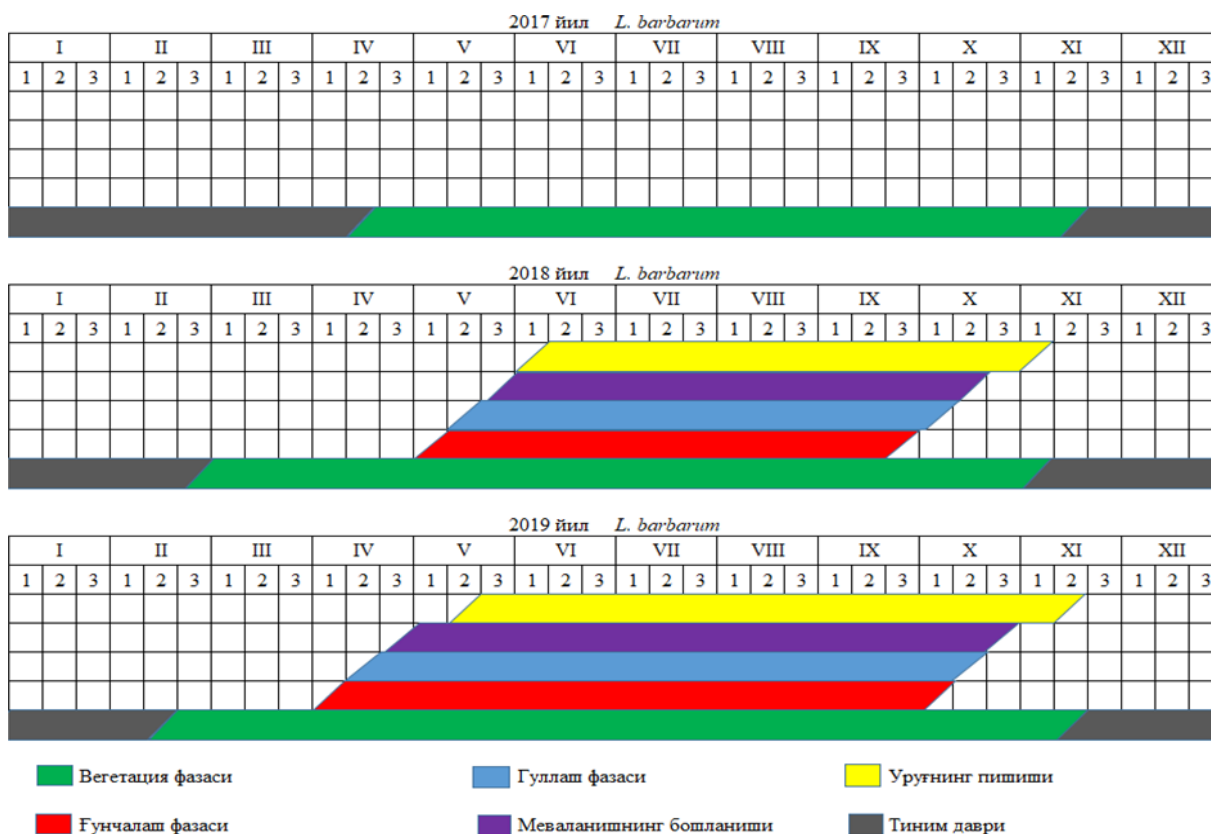 2017 йил L. barbarum
I II III IV V VI VII VIII IX X XI XII
1 2 3 1 2 3 1 2 3 1 2 3 1 2 3 1 2 3 1 2 3 1 2 3 1 2 3 1 2 3 1 2 3 1 2 3
2018 йил L. barbarum
I II III IV V VI VII VIII IX X XI XII
1 2 3 1 2 3 1 2 3 1 2 3 1 2 3 1 2 3 1 2 3 1 2 3 1 2 3 1 2 3 1 2 3 1 2 3
2019 йил L. barbarum
I II III IV V VI VII VIII IX X XI XII
1 2 3 1 2 3 1 2 3 1 2 3 1 2 3 1 2 3 1 2 3 1 2 3 1 2 3 1 2 3 1 2 3 1 2 3
Вегетация фазаси Гуллаш фазаси Уруғнинг пишиши
Ғунчалаш фазаси Меваланишнинг бошланиши Тиним даври